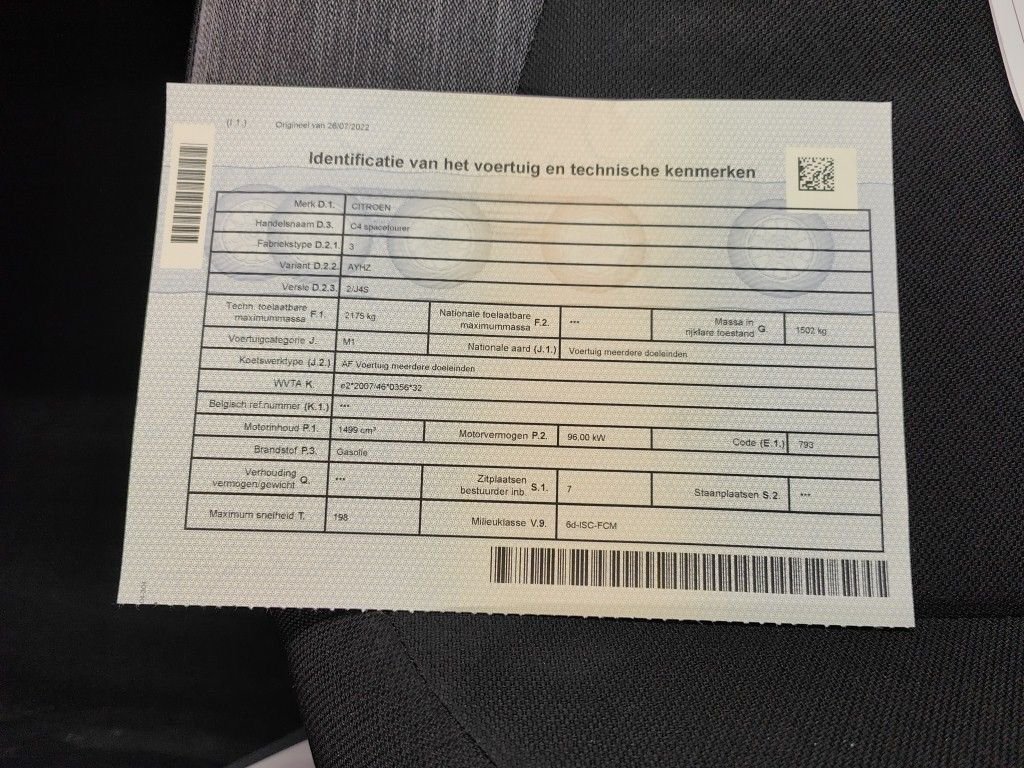 (I.1.) Origineel van 26/07/2022
Identificatie van het voertuig en technische kenmerken
Merk D.1. CITROEN
Handelsnaam D.3. C4 spacetourer
Fabriekstype D.2.1. 3
Variant D.2.2. AYHZ
Versie D.2.3. 2/J4S
Techn. toelaatbare maximummassa F.1. 2175 kg Nationale toelaatbare maximummassa F.2. *** Massa in rijklare toestand G. 1502 kg
Voertuigcategorie J. M1 Nationale aard (J.1.) Voertuig meerdere doeleinden
Koetswerktype (J.2.) AF Voertuig meerdere doeleinden
WVTA K. e2*2007/46*0356*32
Belgisch ref.nummer (K.1.) ***
Motorinhoud P.1. 1499 cm³ Motorvermogen P.2. 96,00 kW Code (E.1.) 793
Brandstof P.3. Gasolie
Verhouding vermogen/gewicht Q. *** Zitplaatsen bestuurder inb. S.1. 7 Staanplaatsen S.2. ***
Maximum snelheid T. 198 Milieuklasse V.9. 6d-ISC-FCM